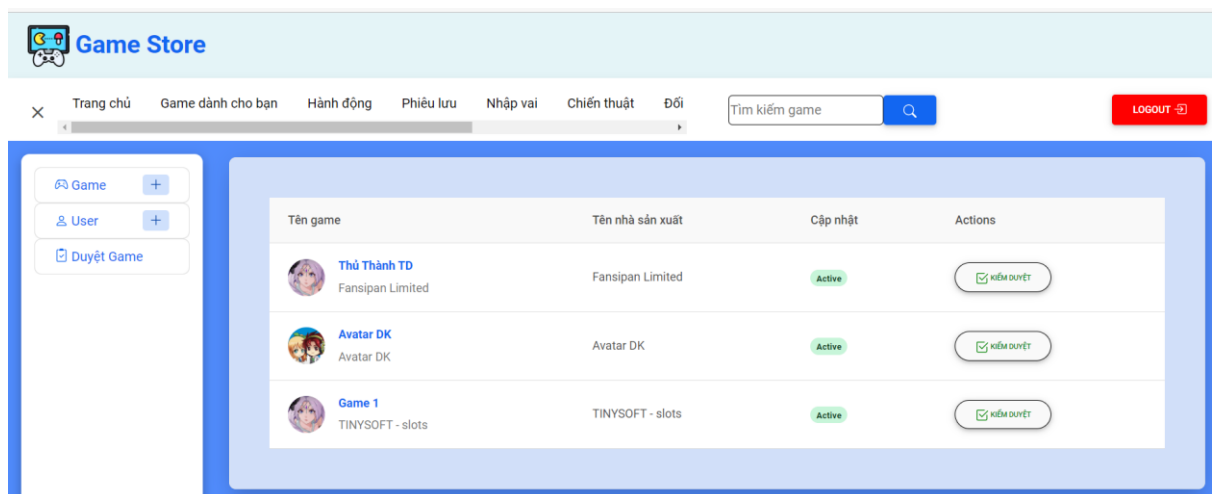 Game Store
Trang chủ Game dành cho bạn Hành động Phiêu lưu Nhập vai Chiến thuật Đối
Tìm kiếm game
LOGOUT
Game
User
Duyệt Game
Tên game Tên nhà sản xuất Cập nhật Actions
Thủ Thành TD
Fansipan Limited
Fansipan Limited
Active
KIỂM DUYỆT
Avatar DK
Avatar DK
Avatar DK
Active
KIỂM DUYỆT
Game 1
TINYSOFT - slots
TINYSOFT - slots
Active
KIỂM DUYỆT